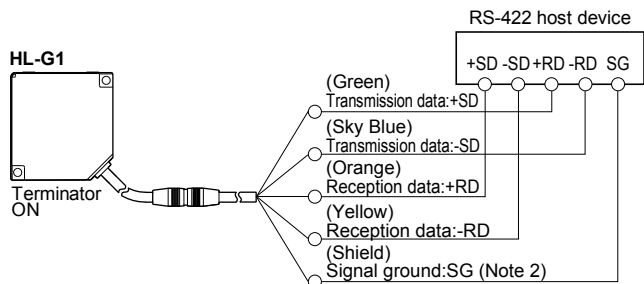 RS-422 host device
+SD -SD +RD -RD SG
HL-G1
Terminator
ON
(Green)
Transmission data:+SD
(Sky Blue)
Transmission data:-SD
(Orange)
Reception data:+RD
(Yellow)
Reception data:-RD
(Shield)
Signal ground:SG (Note 2)